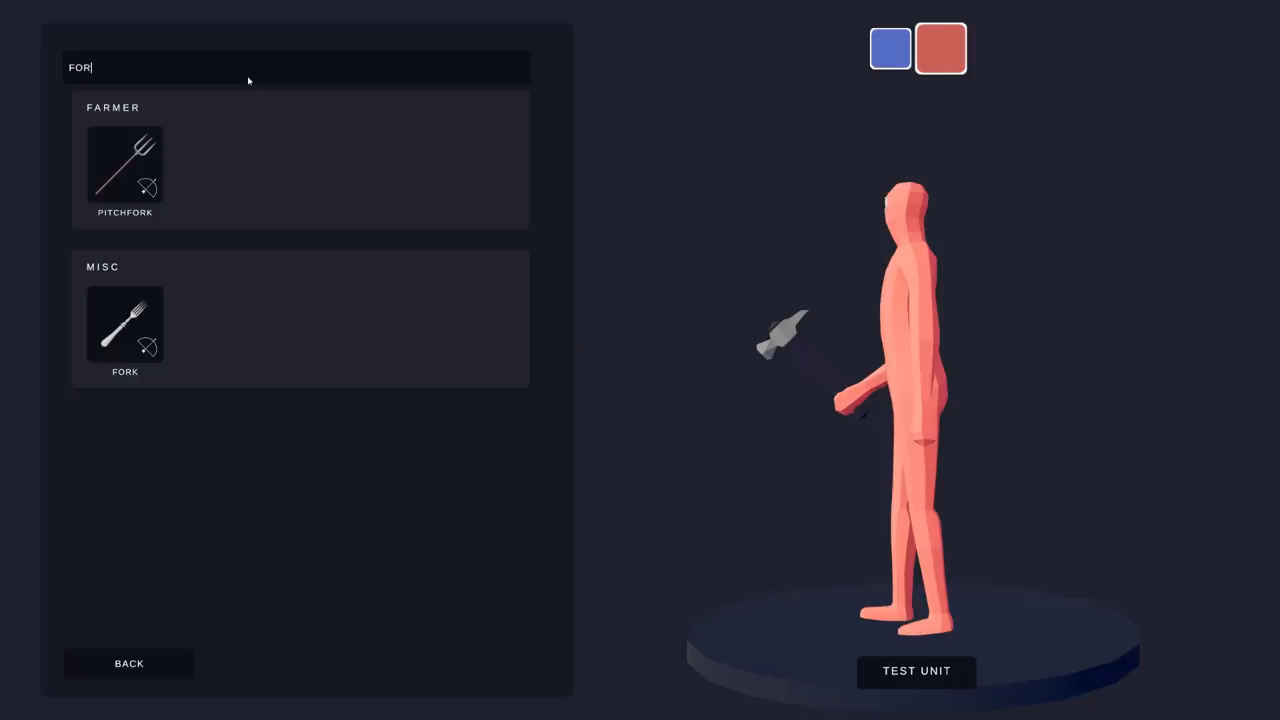 FOR
FARMER
PITCHFORK
MISC
FORK
BACK
TEST UNIT